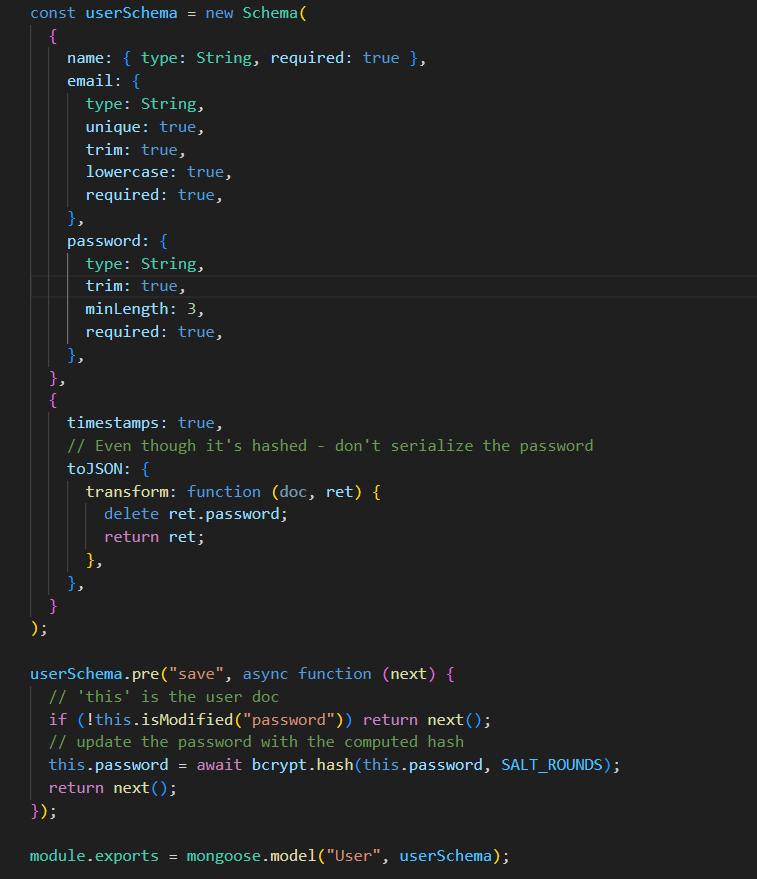 const userSchema = new Schema(
  {
    name: { type: String, required: true },
    email: {
      type: String,
      unique: true,
      trim: true,
      lowercase: true,
      required: true,
    },
    password: {
      type: String,
      trim: true,
      minLength: 3,
      required: true,
    },
  },
  {
    timestamps: true,
    // Even though it's hashed - don't serialize the password
    toJSON: {
      transform: function (doc, ret) {
        delete ret.password;
        return ret;
      },
    },
  }
);

userSchema.pre("save", async function (next) {
  // 'this' is the user doc
  if (!this.isModified("password")) return next();
  // update the password with the computed hash
  this.password = await bcrypt.hash(this.password, SALT_ROUNDS);
  return next();
});

module.exports = mongoose.model("User", userSchema);